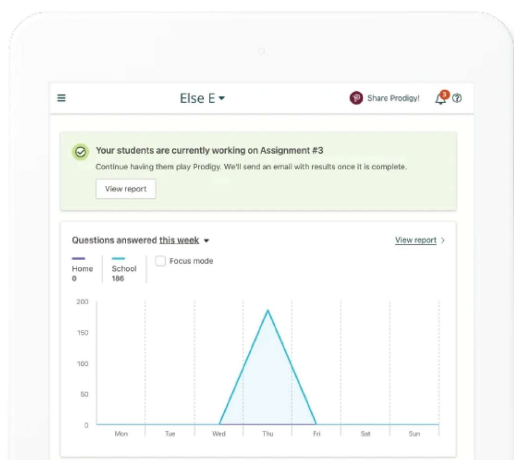 Else E
Share Prodigy!
3
Your students are currently working on Assignment #3
Continue having them play Prodigy. We'll send an email with results once it is complete.
View report
Questions answered this week
View report
Home
School
Focus mode
0
186
200
150
100
50
0
Mon
Tue
Wed
Thu
Fri
Sat
Sun